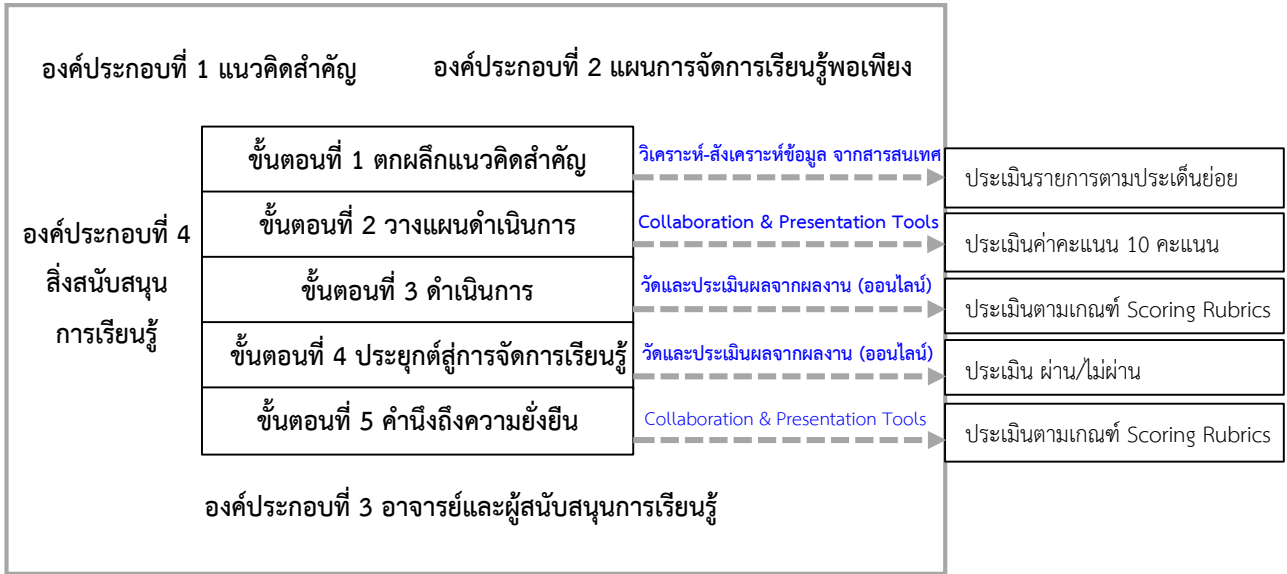 องค์ประกอบที่ 1 แนวคิดสำคัญ
องค์ประกอบที่ 2 แผนการจัดการเรียนรู้พอเพียง
ขั้นตอนที่ 1 ตกผลึกแนวคิดสำคัญ
วิเคราะห์-สังเคราะห์ข้อมูล จากสารสนเทศ
ประเมินรายการตามประเด็นย่อย
องค์ประกอบที่ 4
สิ่งสนับสนุน
การเรียนรู้
ขั้นตอนที่ 2 วางแผนดำเนินการ
Collaboration & Presentation Tools
ประเมินค่าคะแนน 10 คะแนน
ขั้นตอนที่ 3 ดำเนินการ
วัดและประเมินผลจากผลงาน (ออนไลน์)
ประเมินตามเกณฑ์ Scoring Rubrics
ขั้นตอนที่ 4 ประยุกต์สู่การจัดการเรียนรู้
วัดและประเมินผลจากผลงาน (ออนไลน์)
ประเมิน ผ่าน/ไม่ผ่าน
ขั้นตอนที่ 5 คำนึงถึงความยั่งยืน
Collaboration & Presentation Tools
ประเมินตามเกณฑ์ Scoring Rubrics
องค์ประกอบที่ 3 อาจารย์และผู้สนับสนุนการเรียนรู้